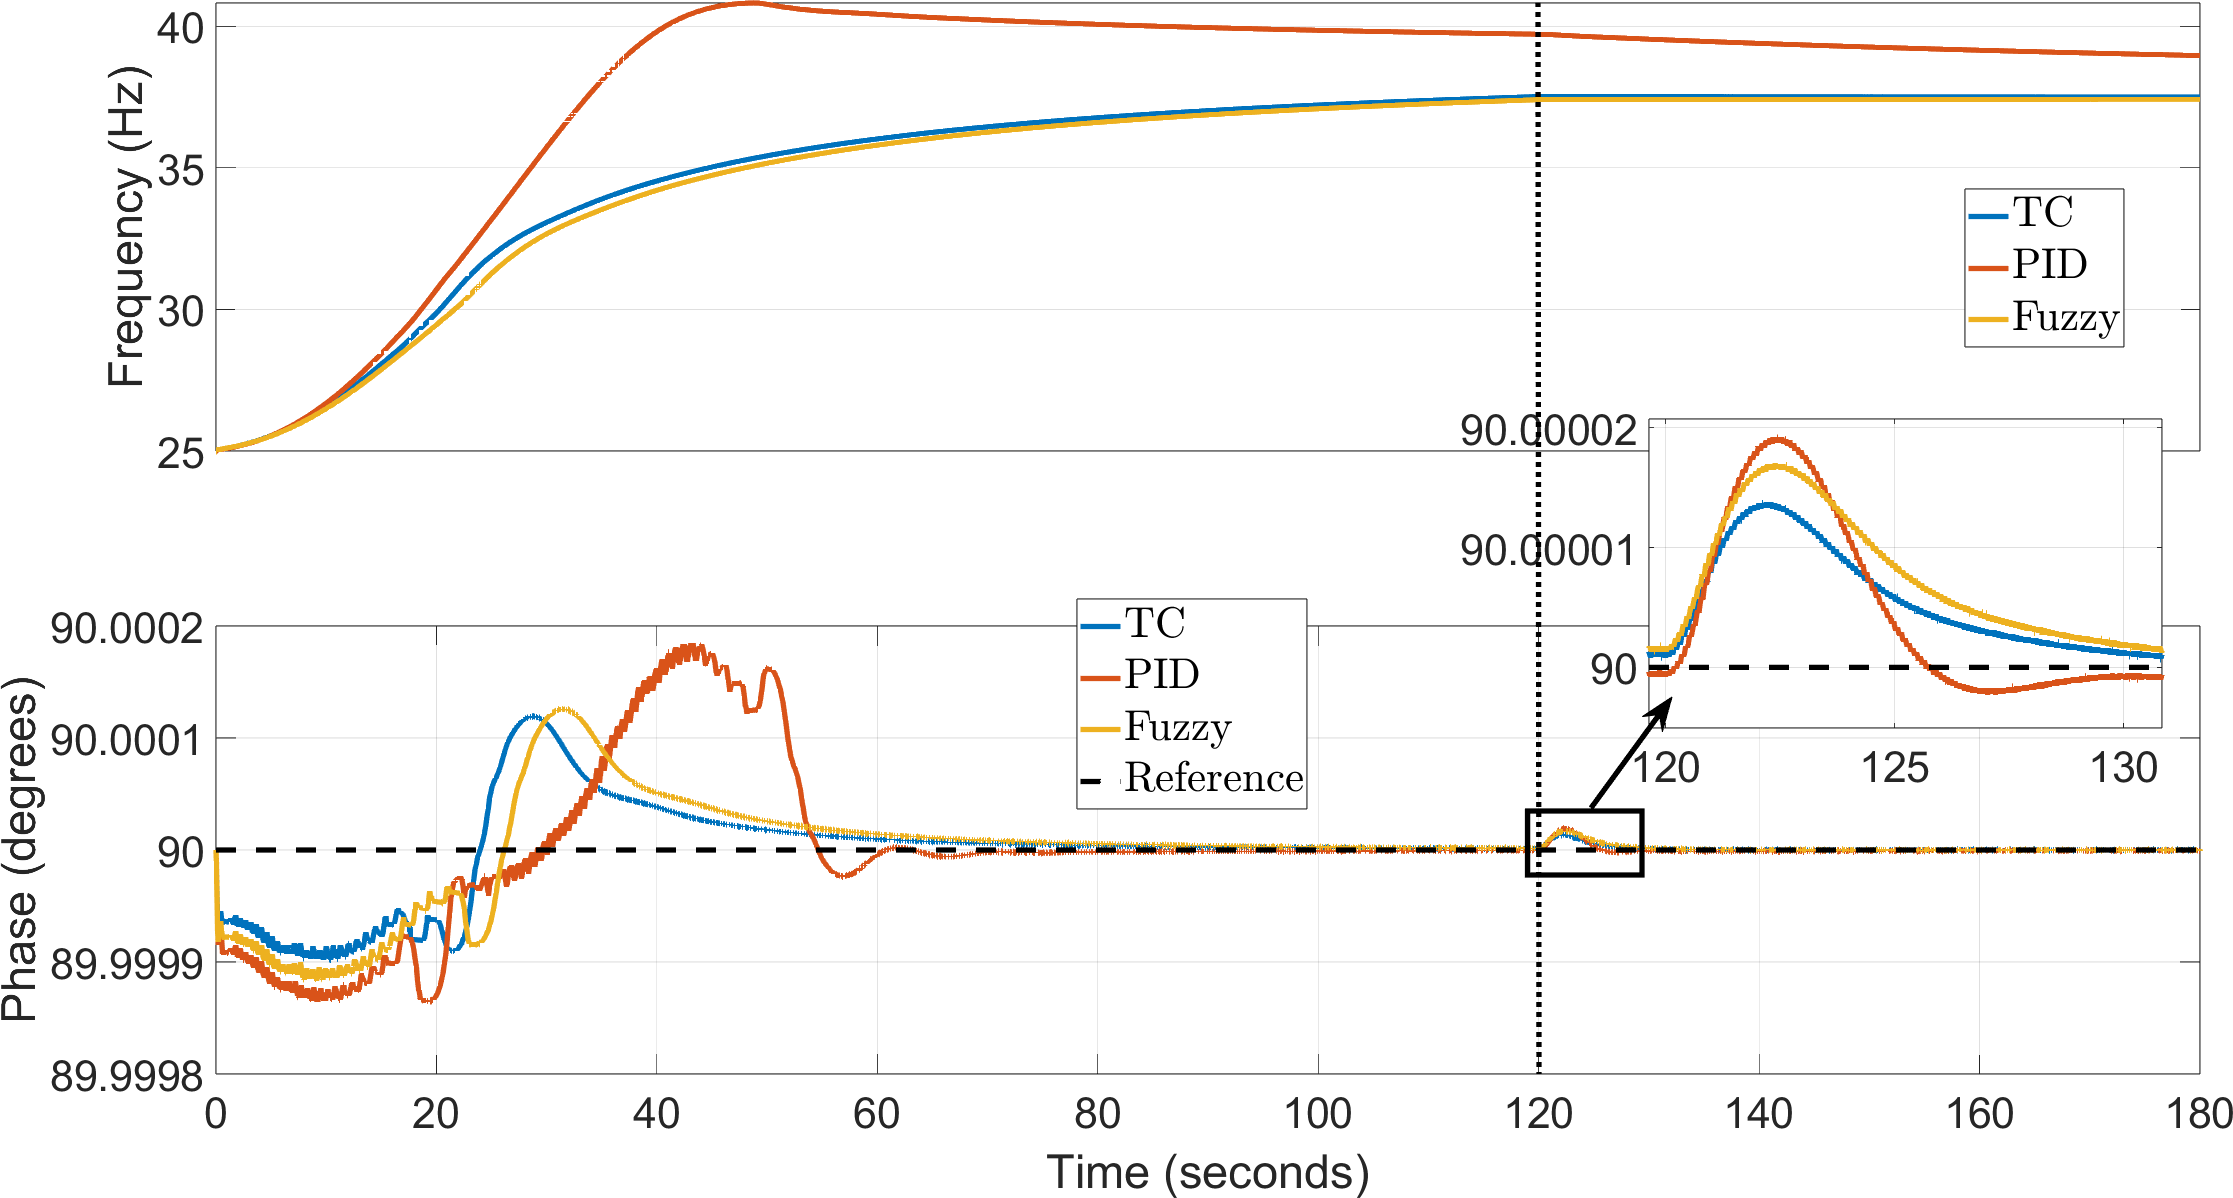 Frequency (Hz)
40
35
30
25
TC
PID
Fuzzy
90.00002
90.00001
90
120
125
130
Phase (degrees)
90.0002
90.0001
90
89.9999
89.9998
TC
PID
Fuzzy
Reference
0
20
40
60
80
100
120
140
160
180
Time (seconds)